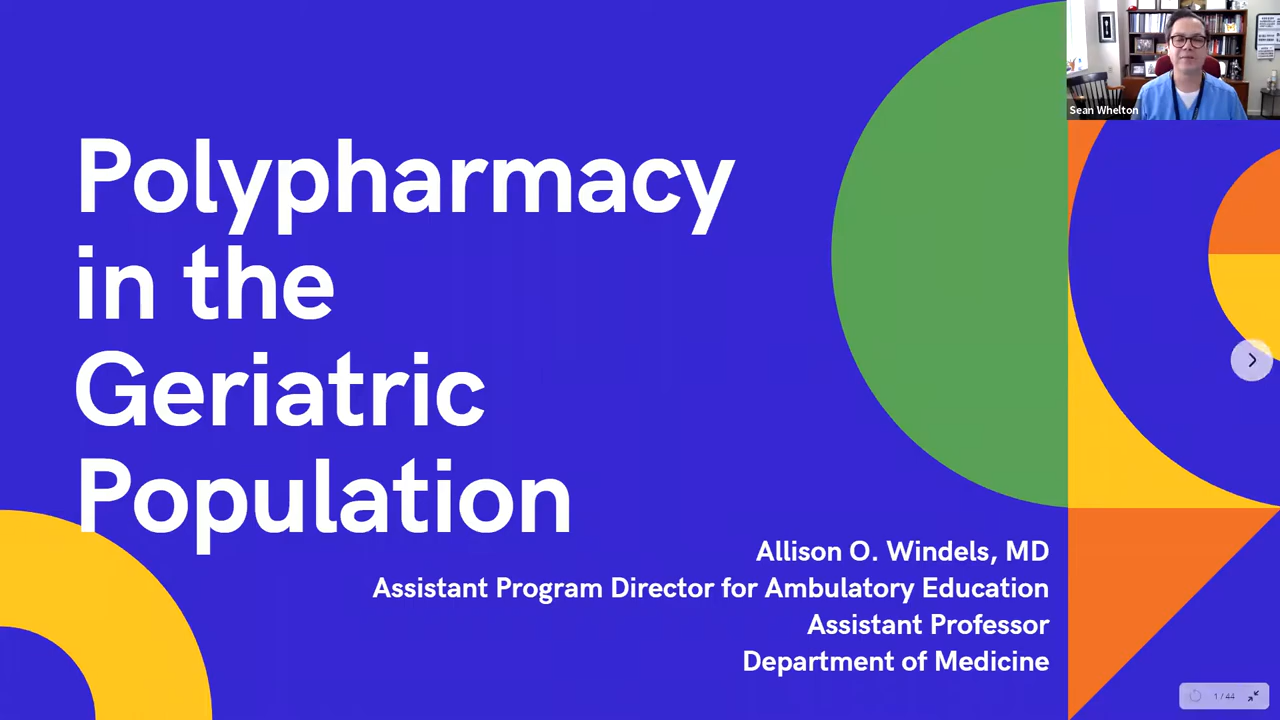 Polypharmacy
in the
Geriatric
Population
Allison O. Windels, MD
Assistant Program Director for Ambulatory Education
Assistant Professor
Department of Medicine
Sean Whelton
1 / 44